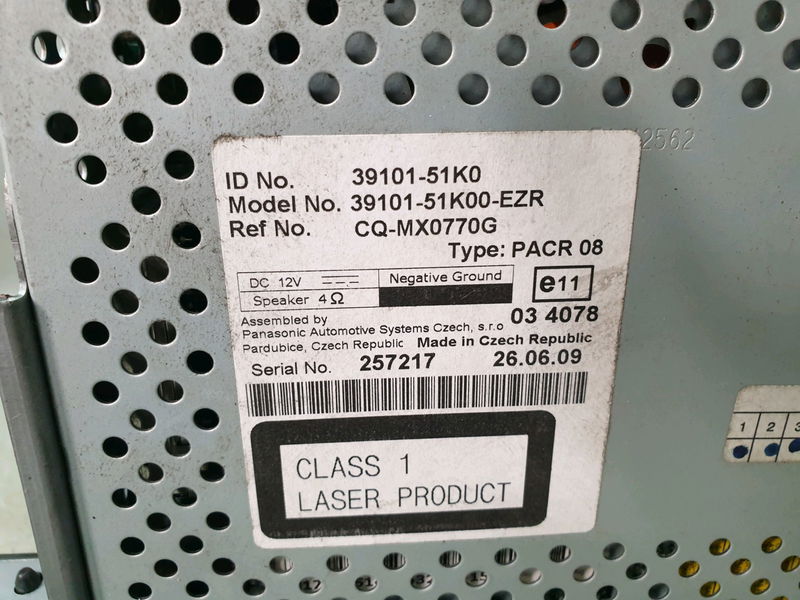 2562
ID No. 39101-51K0
Model No. 39101-51K00-EZR
Ref No. CQ-MX0770G
Type: PACR 08
DC 12V Negative Ground
Speaker 4Ω
e11
Assembled by 03 4078
Panasonic Automotive Systems Czech, s.r.o
Pardubice, Czech Republic Made in Czech Republic
Serial No. 257217 26.06.09
CLASS 1
LASER PRODUCT
1 2 3